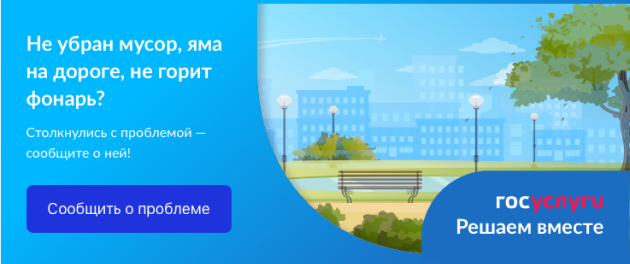 Не убран мусор, яма
на дороге, не горит
фонарь?
Столкнулись с проблемой —
сообщите о ней!
Сообщить о проблеме
госуслуги
Решаем вместе